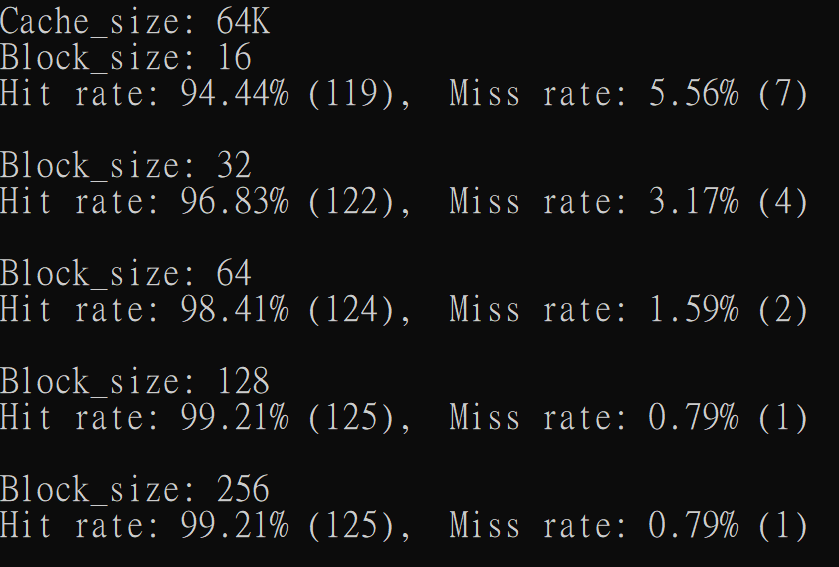 Cache_size: 64K
Block_size: 16
Hit rate: 94.44% (119),  Miss rate: 5.56% (7)
Block_size: 32
Hit rate: 96.83% (122),  Miss rate: 3.17% (4)
Block_size: 64
Hit rate: 98.41% (124),  Miss rate: 1.59% (2)
Block_size: 128
Hit rate: 99.21% (125),  Miss rate: 0.79% (1)
Block_size: 256
Hit rate: 99.21% (125),  Miss rate: 0.79% (1)